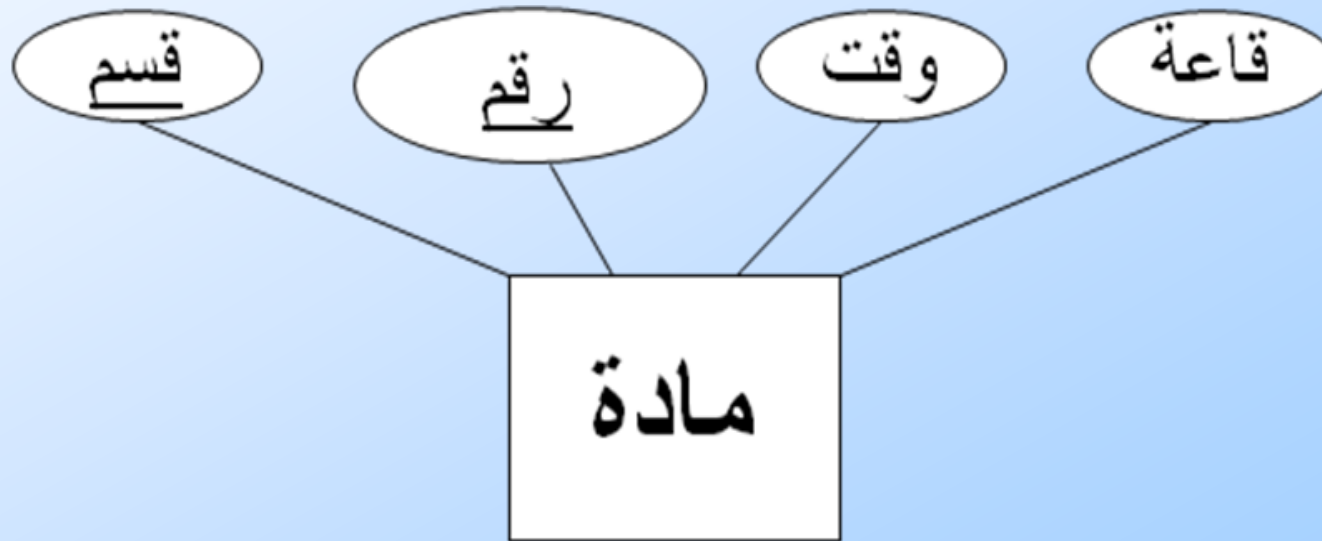 قاعة
وقت
رقم
قسم
مادة